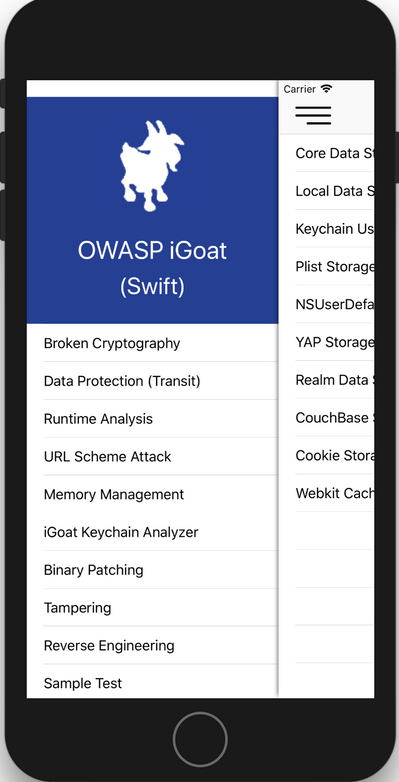 OWASP iGoat
(Swift)
Broken Cryptography
Data Protection (Transit)
Runtime Analysis
URL Scheme Attack
Memory Management
iGoat Keychain Analyzer
Binary Patching
Tampering
Reverse Engineering
Sample Test
Carrier
Core Data St
Local Data S
Keychain Us
Plist Storage
NSUserDefa
YAP Storage
Realm Data
CouchBase
Cookie Stora
Webkit Cach